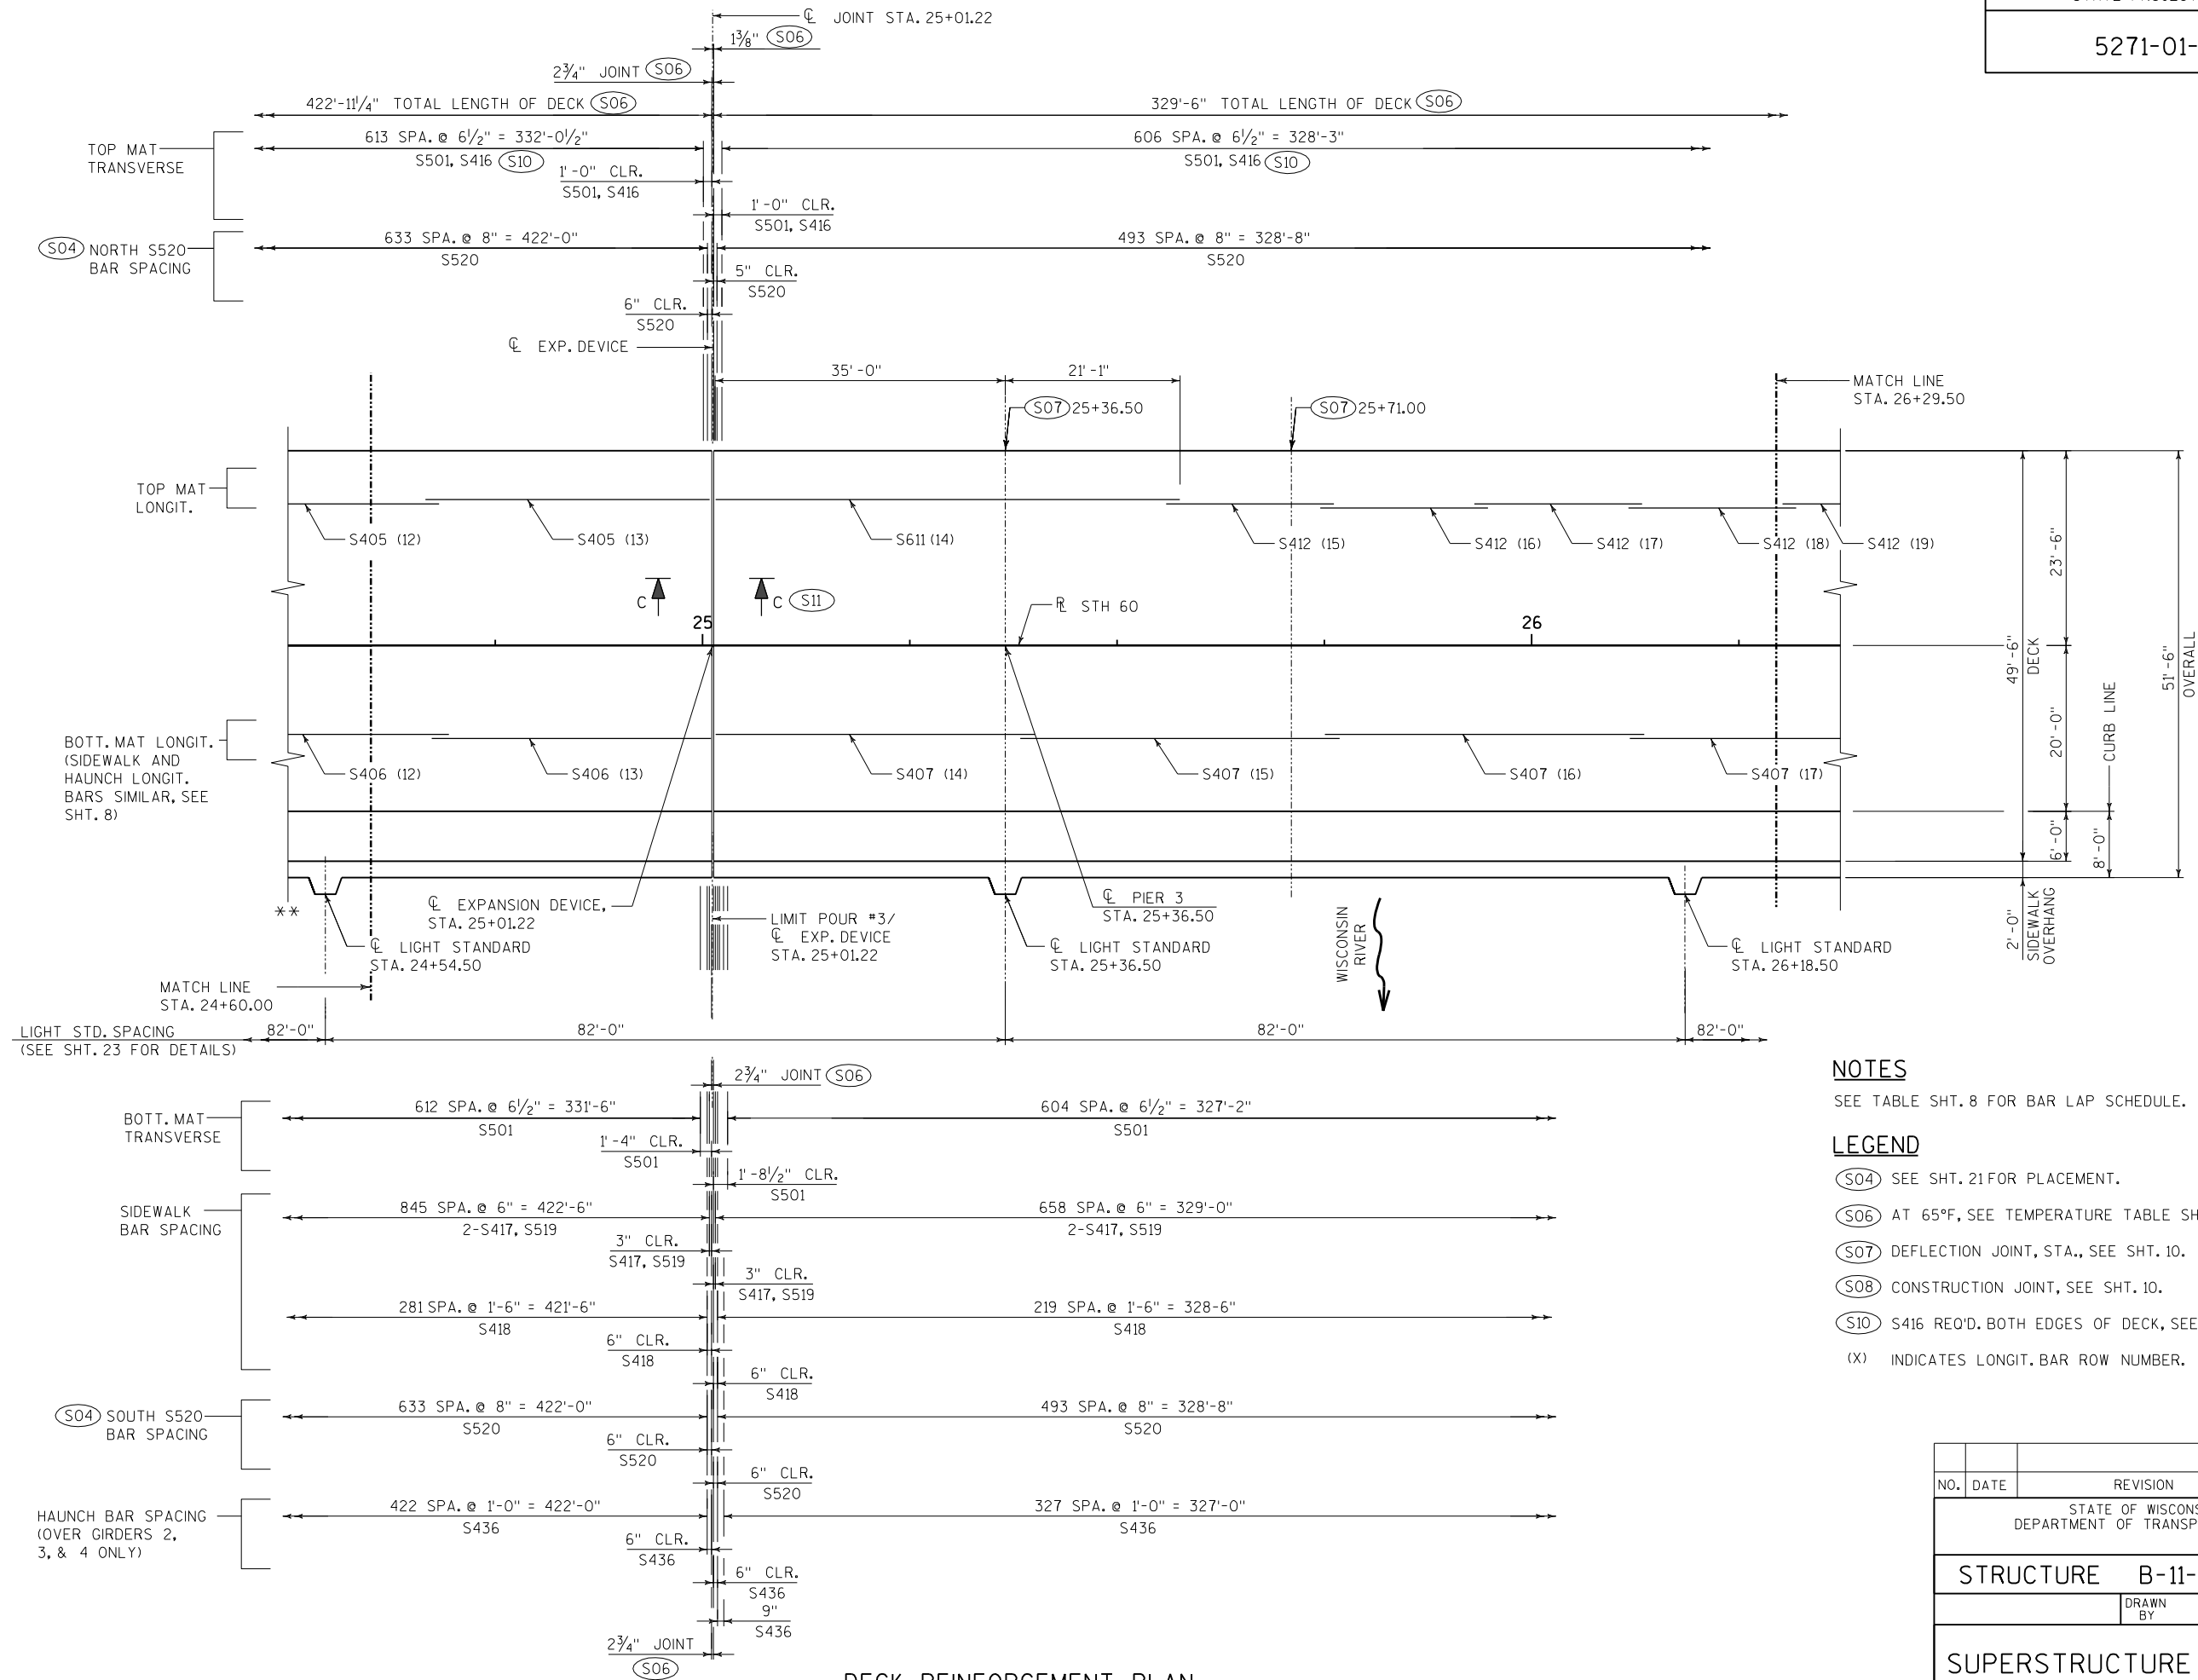 5271-01-
℄ JOINT STA. 25+01.22
1⅜" S06
2¾" JOINT S06
422'-11¼" TOTAL LENGTH OF DECK S06
329'-6" TOTAL LENGTH OF DECK S06
TOP MAT
TRANSVERSE
613 SPA. @ 6½" = 332'-0½"
S501, S416 S10
606 SPA. @ 6½" = 328'-3"
S501, S416 S10
1'-0" CLR.
S501, S416
1'-0" CLR.
S501, S416
S04 NORTH S520
BAR SPACING
633 SPA. @ 8" = 422'-0"
S520
493 SPA. @ 8" = 328'-8"
S520
5" CLR.
S520
6" CLR.
S520
℄ EXP. DEVICE
35'-0"
21'-1"
S07 25+36.50
S07 25+71.00
MATCH LINE
STA. 26+29.50
TOP MAT
LONGIT.
S405 (12)
S405 (13)
S611 (14)
S412 (15)
S412 (16)
S412 (17)
S412 (18)
S412 (19)
C
C S11
25
26
R STH 60
23'-6"
49'-6"
DECK
20'-0"
CURB LINE
51'-6"
OVERALL
6'-0"
8'-0"
2'-0"
SIDEWALK
OVERHANG
BOTT. MAT LONGIT.
(SIDEWALK AND
HAUNCH LONGIT.
BARS SIMILAR, SEE
SHT. 8)
S406 (12)
S406 (13)
S407 (14)
S407 (15)
S407 (16)
S407 (17)
**
℄ EXPANSION DEVICE,
STA. 25+01.22
LIMIT POUR #3/
℄ EXP. DEVICE
STA. 25+01.22
℄ PIER 3
STA. 25+36.50
℄ LIGHT STANDARD
STA. 24+54.50
℄ LIGHT STANDARD
STA. 25+36.50
WISCONSIN
RIVER
℄ LIGHT STANDARD
STA. 26+18.50
MATCH LINE
STA. 24+60.00
LIGHT STD. SPACING
(SEE SHT. 23 FOR DETAILS)
82'-0"
82'-0"
82'-0"
82'-0"
2¾" JOINT S06
BOTT. MAT
TRANSVERSE
612 SPA. @ 6½" = 331'-6"
S501
604 SPA. @ 6½" = 327'-2"
S501
1'-4" CLR.
S501
1'-8½" CLR.
S501
SIDEWALK
BAR SPACING
845 SPA. @ 6" = 422'-6"
2-S417, S519
658 SPA. @ 6" = 329'-0"
2-S417, S519
3" CLR.
S417, S519
3" CLR.
S417, S519
281 SPA. @ 1'-6" = 421'-6"
S418
219 SPA. @ 1'-6" = 328-6"
S418
6" CLR.
S418
6" CLR.
S418
S04 SOUTH S520
BAR SPACING
633 SPA. @ 8" = 422'-0"
S520
493 SPA. @ 8" = 328'-8"
S520
6" CLR.
S520
6" CLR.
S520
HAUNCH BAR SPACING
(OVER GIRDERS 2,
3, & 4 ONLY)
422 SPA. @ 1'-0" = 422'-0"
S436
327 SPA. @ 1'-0" = 327'-0"
S436
6" CLR.
S436
6" CLR.
S436
9"
S436
2¾" JOINT
S06
NOTES
SEE TABLE SHT. 8 FOR BAR LAP SCHEDULE.
LEGEND
S04 SEE SHT. 21 FOR PLACEMENT.
S06 AT 65°F, SEE TEMPERATURE TABLE SH
S07 DEFLECTION JOINT, STA., SEE SHT. 10.
S08 CONSTRUCTION JOINT, SEE SHT. 10.
S10 S416 REQ'D. BOTH EDGES OF DECK, SEE
(X) INDICATES LONGIT. BAR ROW NUMBER.
NO. DATE REVISION
STATE OF WISCONS
DEPARTMENT OF TRANSP
STRUCTURE B-11-
DRAWN
BY
SUPERSTRUCTURE
DECK REINFORCEMENT PLAN